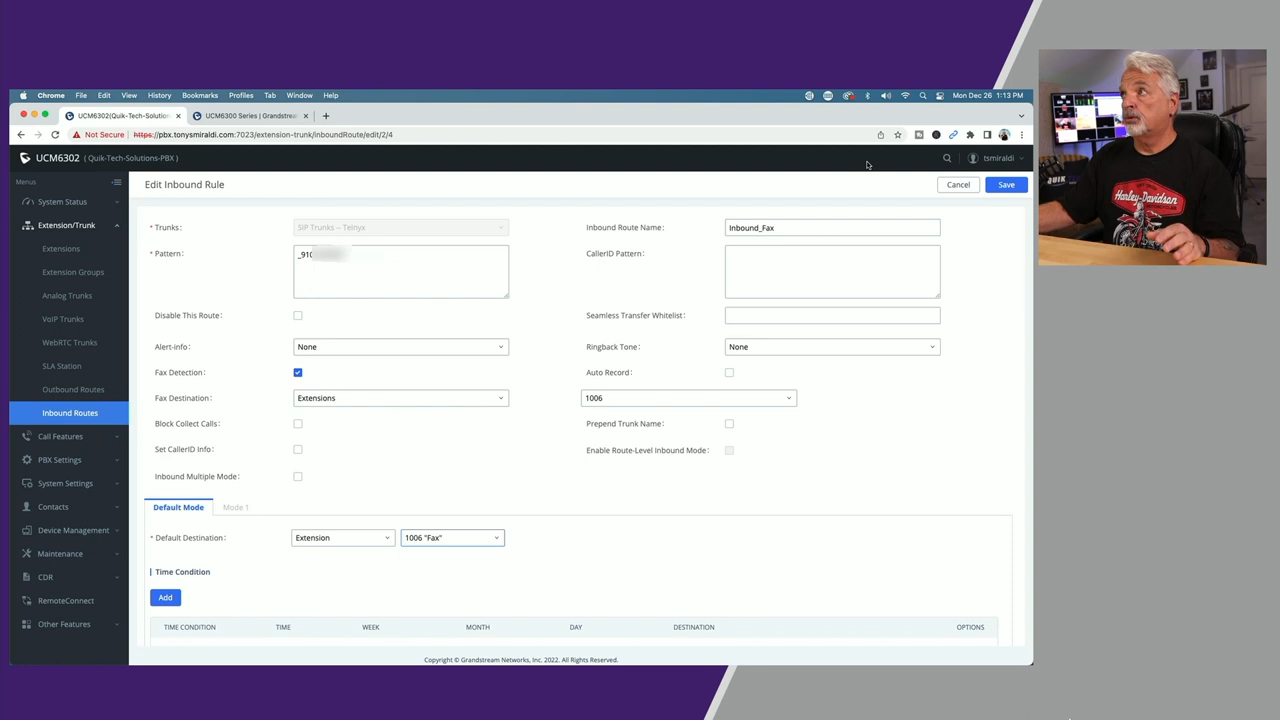 Chrome File Edit View History Bookmarks Profiles Tab Window Help Mon Dec 26 1:13 PM
UCM6302(Quik-Tech-Solutions- UCM6300 Series | Grandstrea
Not Secure https://pbx.tonysmiraldi.com:7023/extension-trunk/inboundRoute/edit/2/4
UCM6302 ( Quik-Tech-Solutions-PBX ) tsmiraldi
Menus
System Status
Extension/Trunk
Extensions
Extension Groups
Analog Trunks
VoIP Trunks
WebRTC Trunks
SLA Station
Outbound Routes
Inbound Routes
Call Features
PBX Settings
System Settings
Contacts
Device Management
Maintenance
CDR
RemoteConnect
Other Features
Edit Inbound Rule Cancel Save
* Trunks: SIP Trunks -- Telnyx Inbound Route Name: Inbound_Fax
* Pattern: _910 CallerID Pattern:
Disable This Route: Seamless Transfer Whitelist:
Alert-info: None Ringback Tone: None
Fax Detection: Auto Record:
Fax Destination: Extensions 1006
Block Collect Calls: Prepend Trunk Name:
Set CallerID Info: Enable Route-Level Inbound Mode:
Inbound Multiple Mode:
Default Mode Mode 1
* Default Destination: Extension 1006 "Fax"
Time Condition
Add
TIME CONDITION TIME WEEK MONTH DAY DESTINATION OPTIONS
Copyright © Grandstream Networks, Inc. 2022. All Rights Reserved.
Harley-Davidson